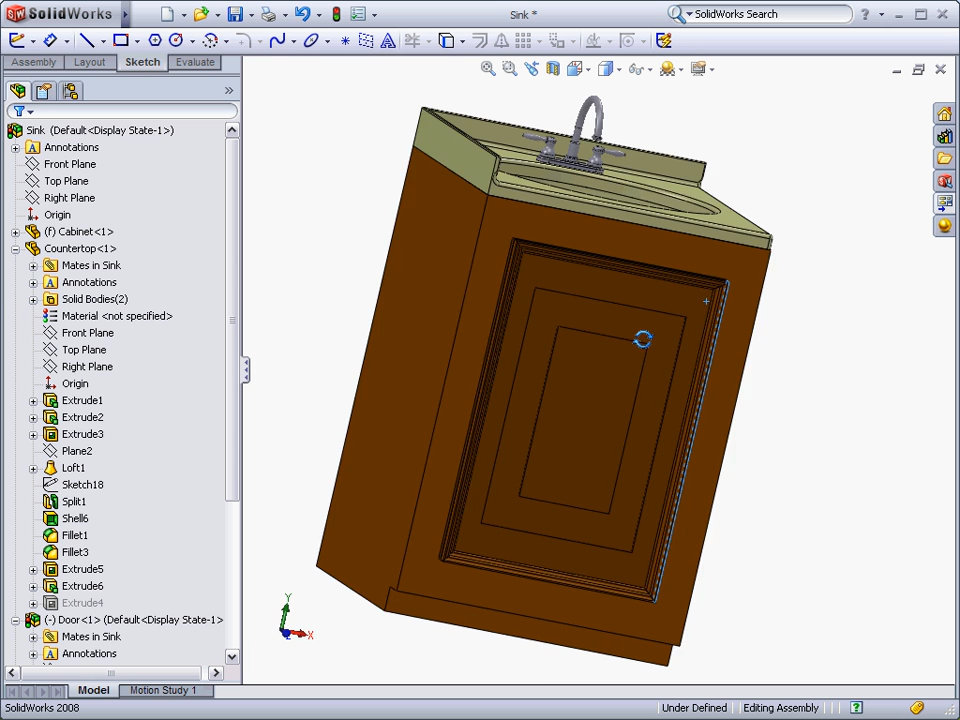 SolidWorks
Sink *
SolidWorks Search
?
Assembly Layout Sketch Evaluate
»
Sink (Default<Display State-1>)
Annotations
Front Plane
Top Plane
Right Plane
Origin
(f) Cabinet<1>
Countertop<1>
Mates in Sink
Annotations
Solid Bodies(2)
Material <not specified>
Front Plane
Top Plane
Right Plane
Origin
Extrude1
Extrude2
Extrude3
Plane2
Loft1
Sketch18
Split1
Shell6
Fillet1
Fillet3
Extrude5
Extrude6
Extrude4
(-) Door<1> (Default<Display State-1>
Mates in Sink
Annotations
Y
X
Model Motion Study 1
SolidWorks 2008
Under Defined Editing Assembly ?